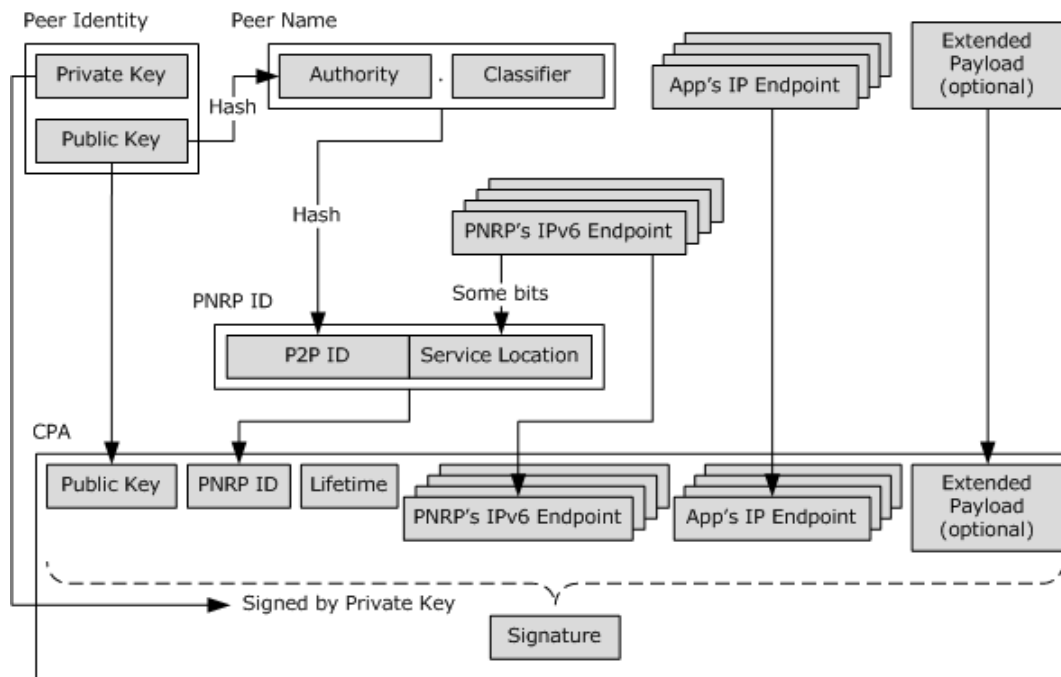 Peer Identity
Peer Name
Private Key
Authority
.
Classifier
App's IP Endpoint
Extended
Payload
(optional)
Hash
Public Key
Hash
PNRP's IPv6 Endpoint
Some bits
PNRP ID
P2P ID
Service Location
CPA
Public Key
PNRP ID
Lifetime
PNRP's IPv6 Endpoint
App's IP Endpoint
Extended
Payload
(optional)
Signed by Private Key
Signature